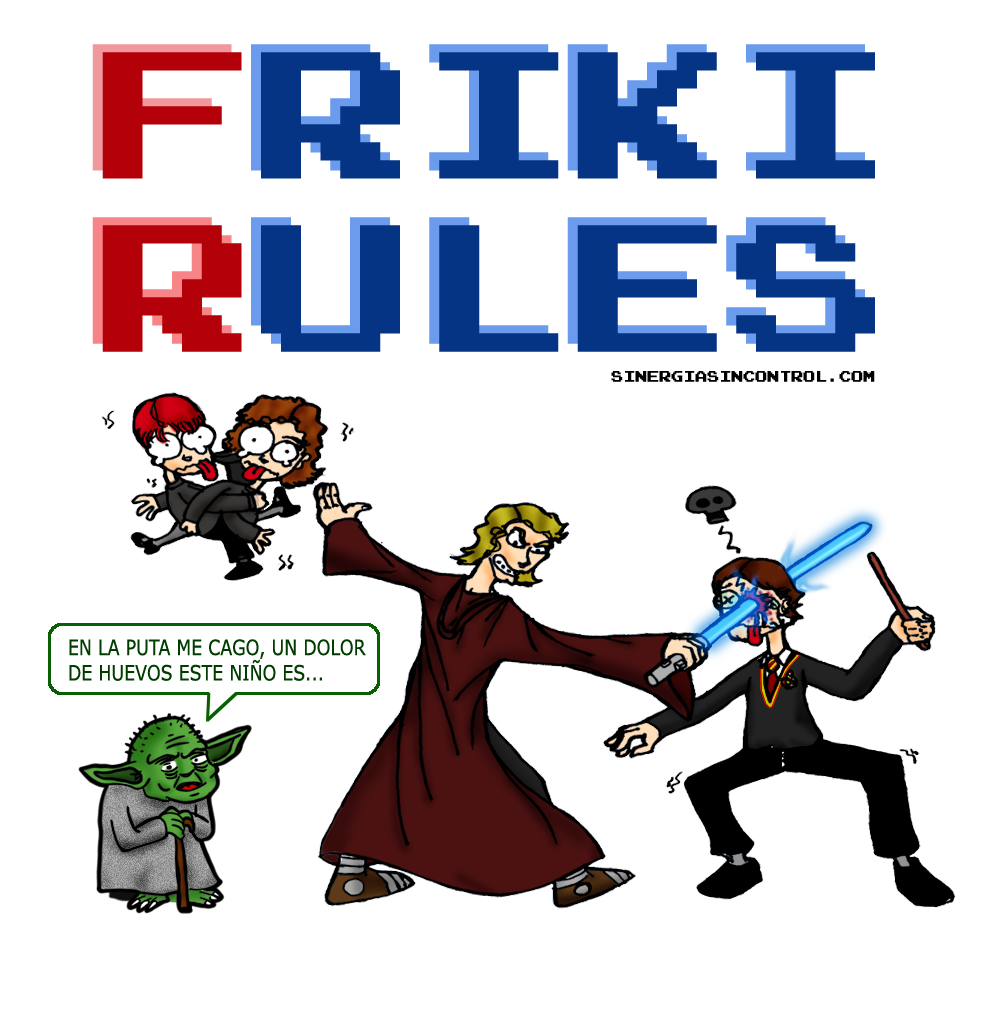 FRIKI
RULES
SINERGIASINCONTROL.COM
EN LA PUTA ME CAGO, UN DOLOR
DE HUEVOS ESTE NIÑO ES...